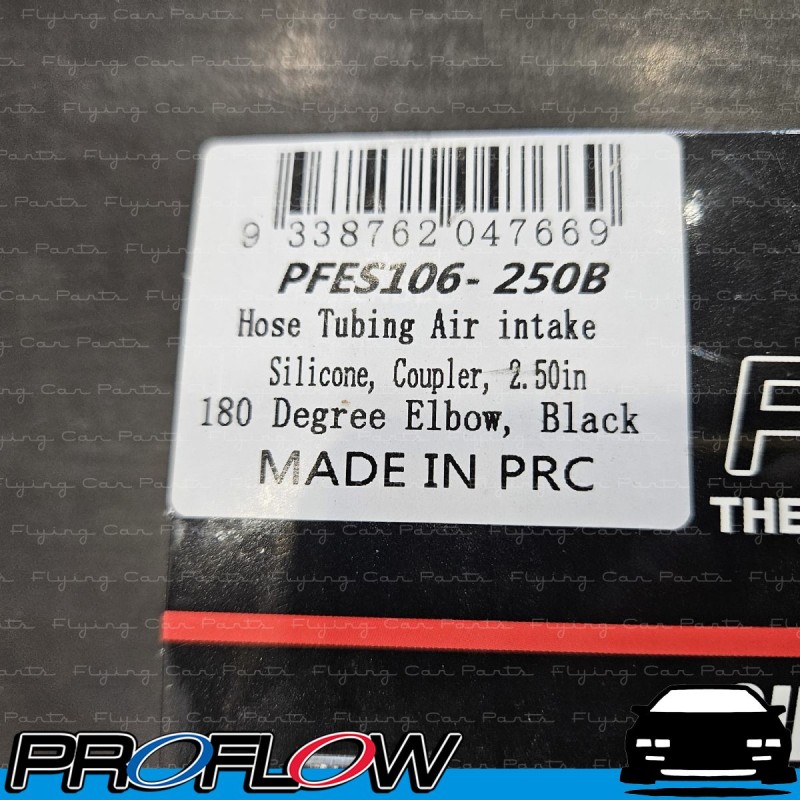 Flying Car Parts
9 338762 047669
PFES106- 250B
Hose Tubing Air intake
Silicone, Coupler, 2.50in
180 Degree Elbow, Black
MADE IN PRC
THE
PROFLOW